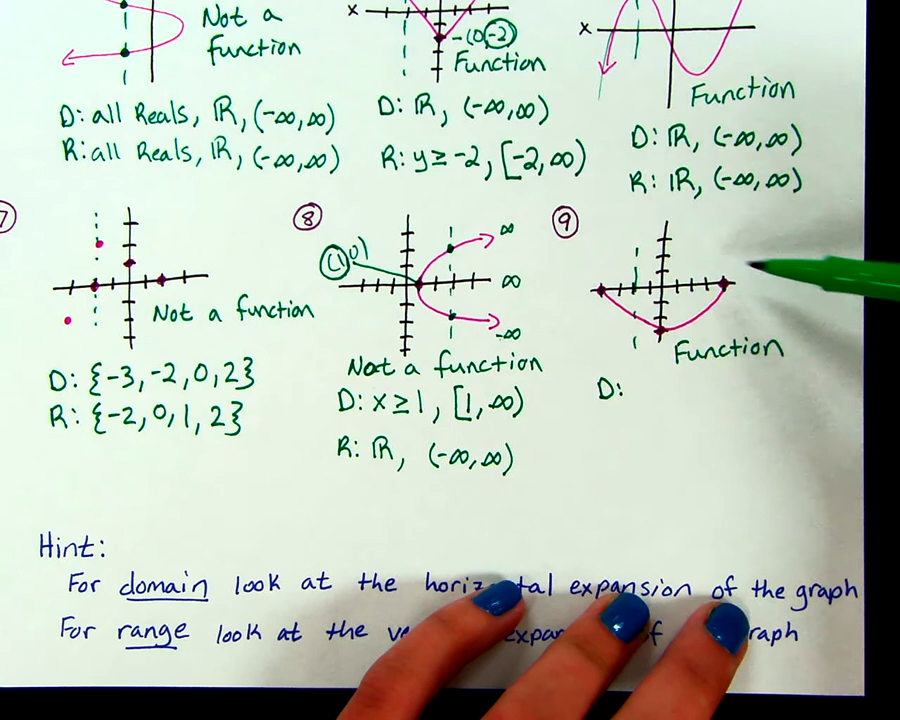 Not a
function
D: all Reals, ℝ, (-∞,∞)
R: all Reals, ℝ, (-∞,∞)
x
(0,-2)
Function
D: ℝ, (-∞,∞)
R: y≥-2, [-2,∞)
x
Function
D: ℝ, (-∞,∞)
R: ℝ, (-∞,∞)
7
Not a function
D: {-3,-2,0,2}
R: {-2,0,1,2}
8
(1,0)
∞
∞
-∞
Not a function
D: x≥1, [1,∞)
R: ℝ, (-∞,∞)
9
Function
D:
Hint:
For domain look at the horizontal expansion of the graph
For range look at the